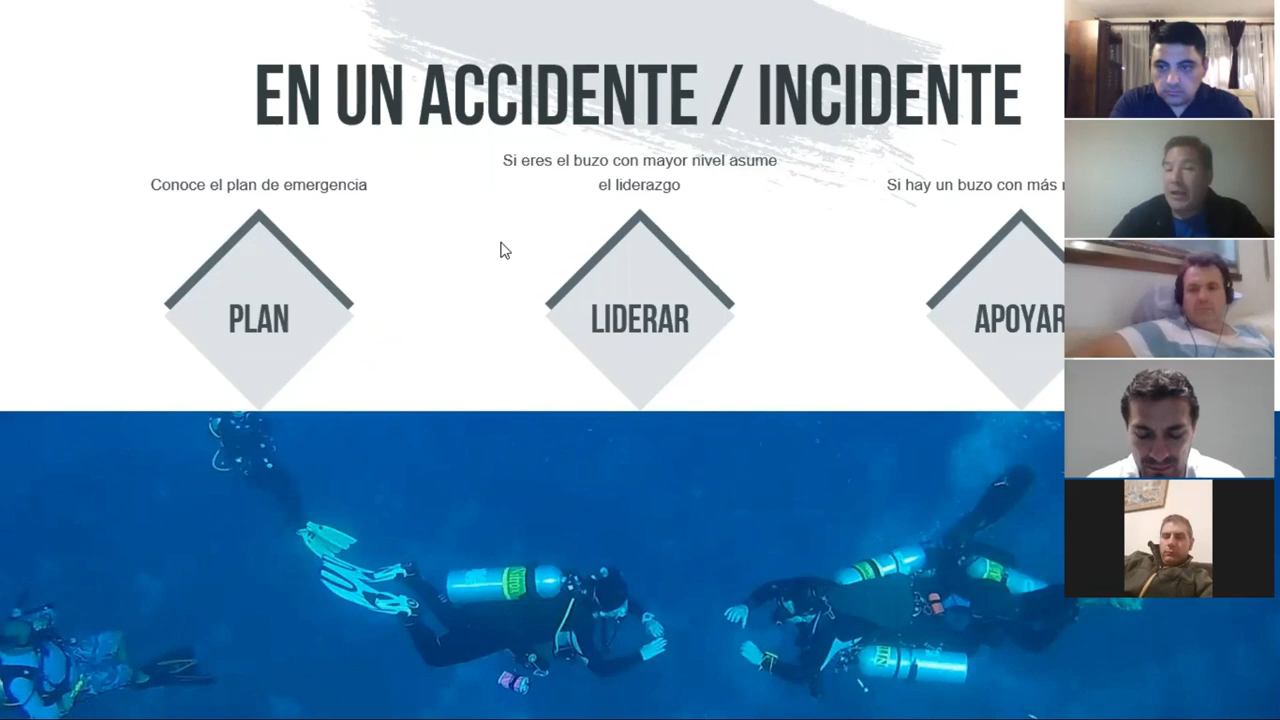 EN UN ACCIDENTE / INCIDENTE
Si eres el buzo con mayor nivel asume
el liderazgo
Conoce el plan de emergencia
Si hay un buzo con más
PLAN
LIDERAR
APOYAR